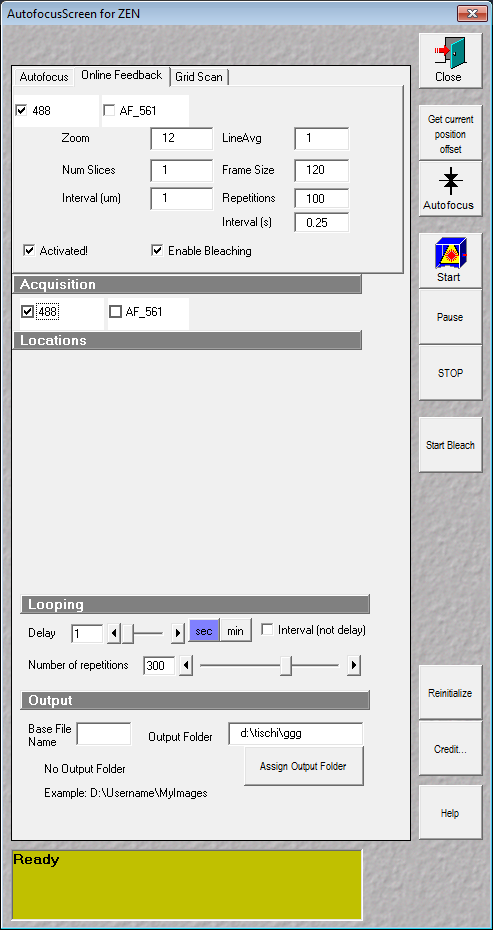 AutofocusScreen for ZEN
Close
Autofocus Online Feedback Grid Scan
488 AF_561
Zoom 12 LineAvg 1
Num Slices 1 Frame Size 120
Interval (um) 1 Repetitions 100
Interval (s) 0.25
Activated! Enable Bleaching
Get current
position
offset
Autofocus
Acquisition
488 AF_561
Start
Locations
Pause
STOP
Start Bleach
Looping
Delay 1 sec min Interval (not delay)
Number of repetitions 300
Output
Base File
Name
Output Folder d:\tischi\ggg
No Output Folder
Assign Output Folder
Example: D:\Username\MyImages
Reinitialize
Credit...
Help
Ready